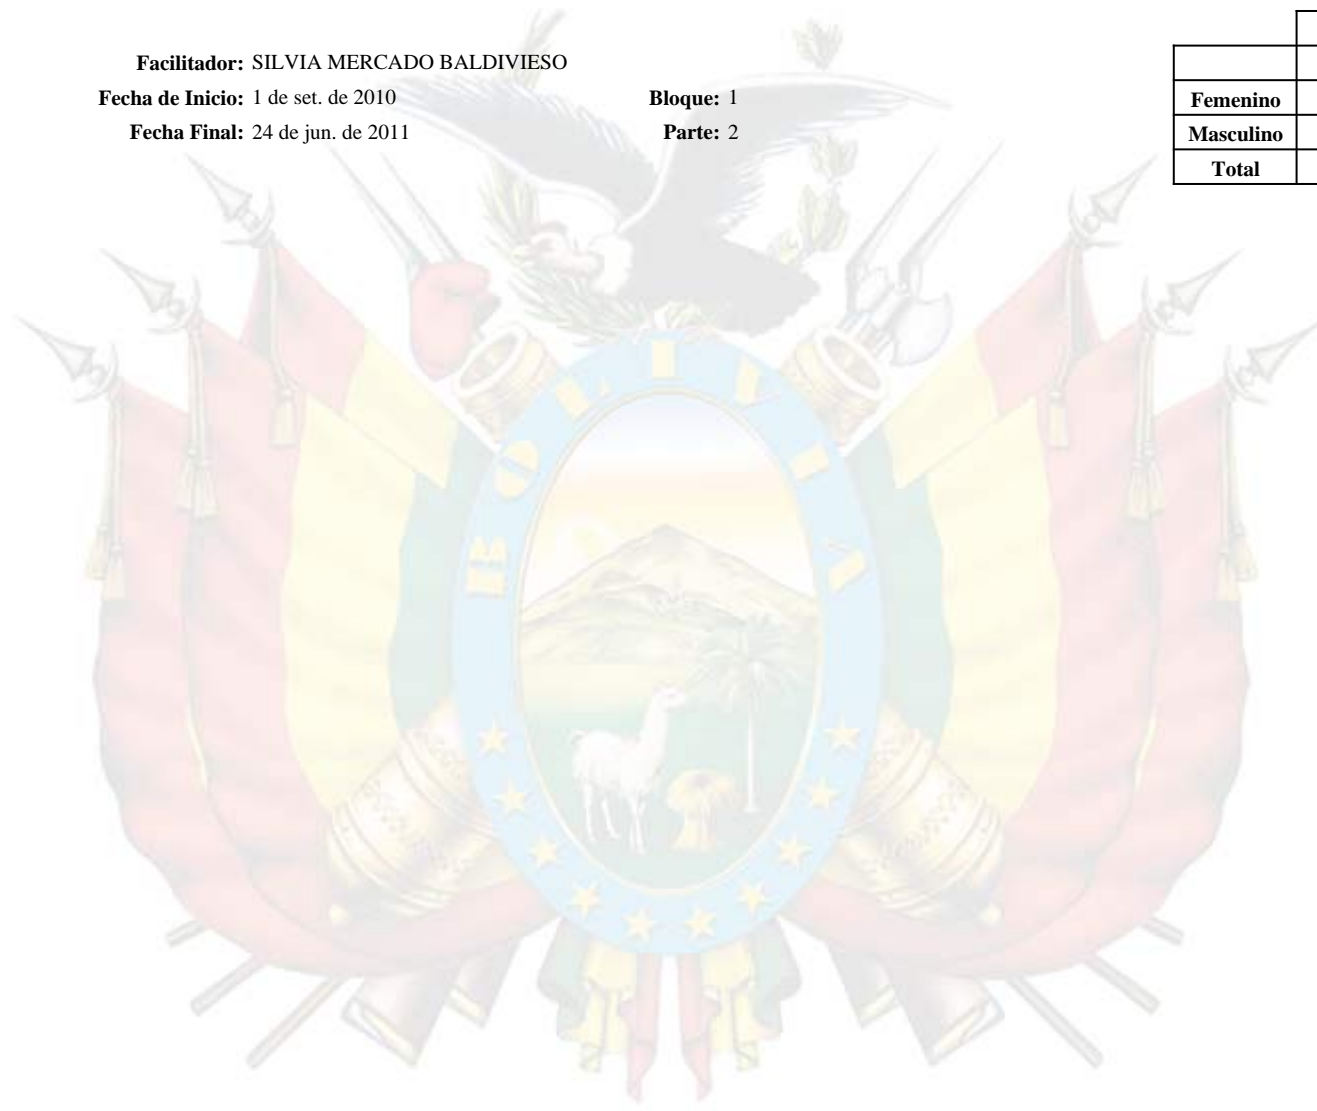 Facilitador: SILVIA MERCADO BALDIVIESO
Fecha de Inicio: 1 de set. de 2010 Bloque: 1
Fecha Final: 24 de jun. de 2011 Parte: 2
Femenino
Masculino
Total
BOLIVIA